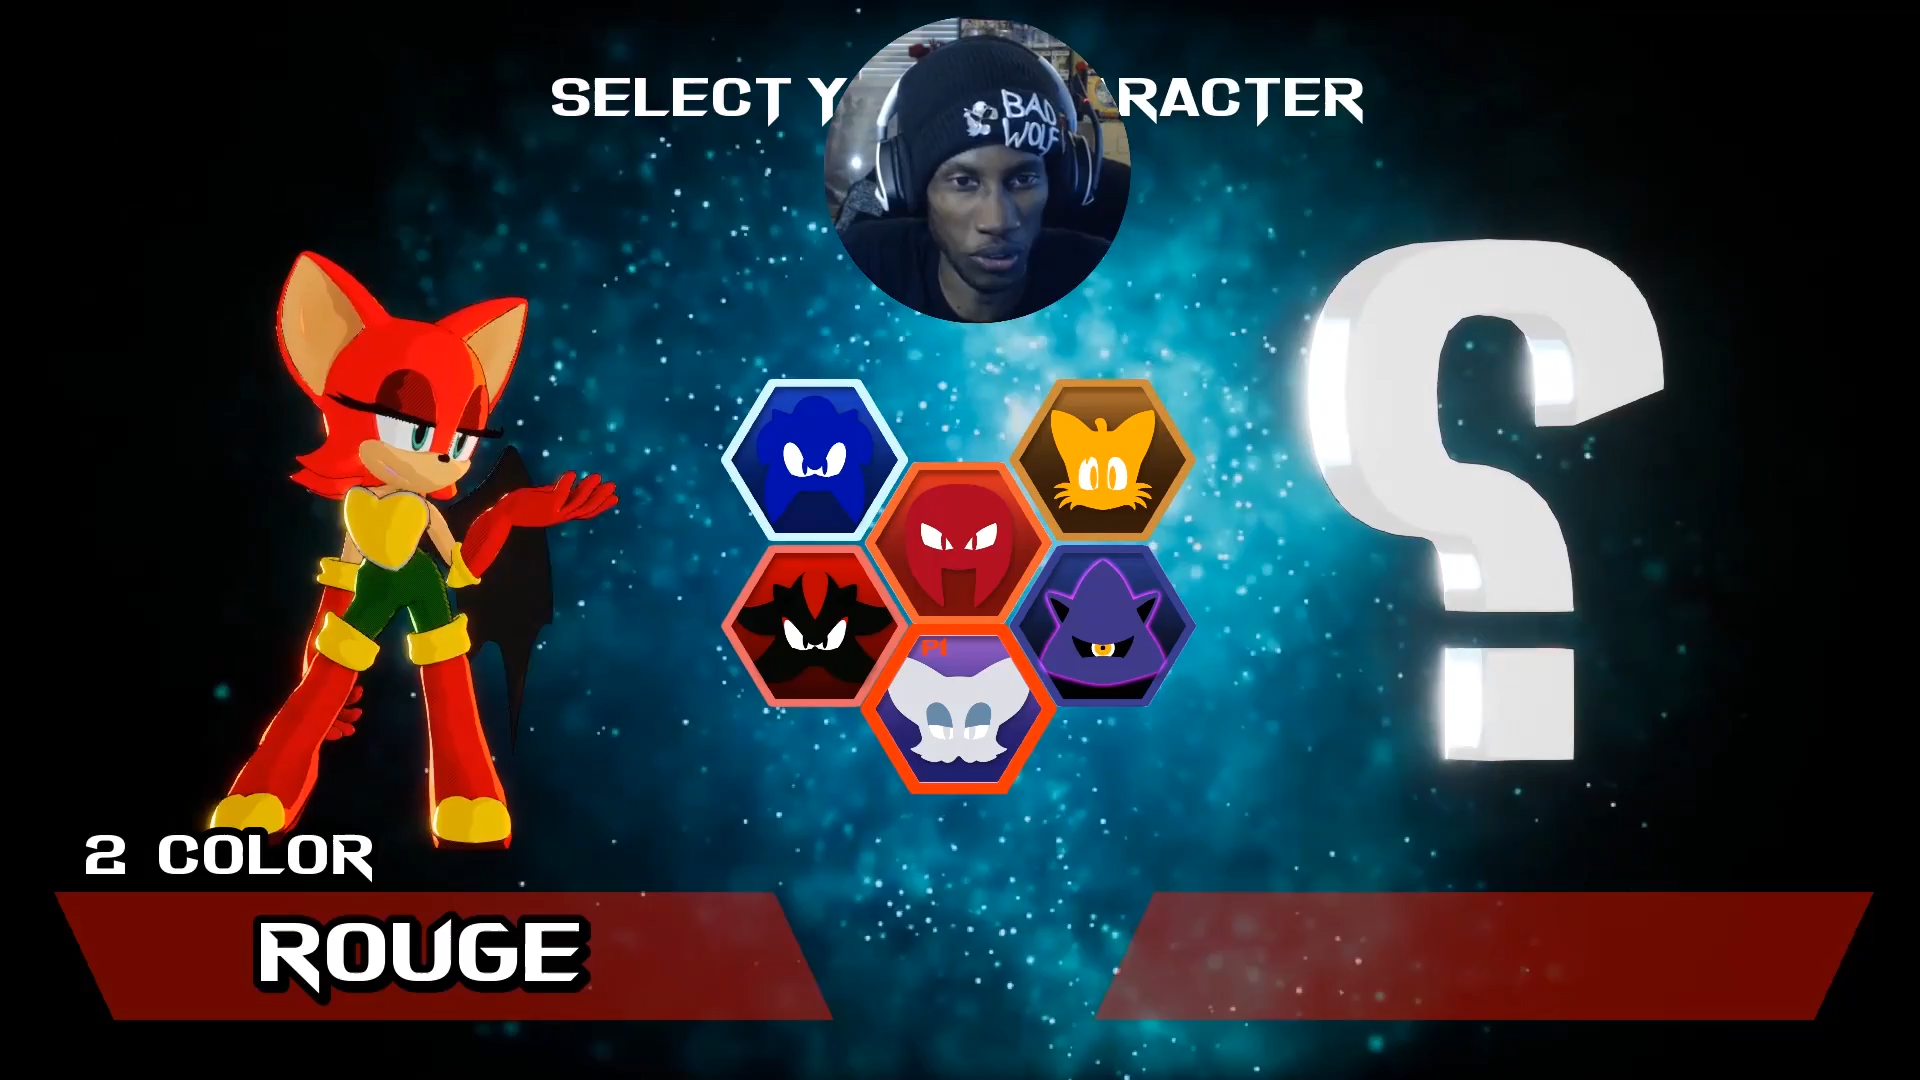 SELECT Y RACTER
BAD
WOLF
P1
2 COLOR
ROUGE